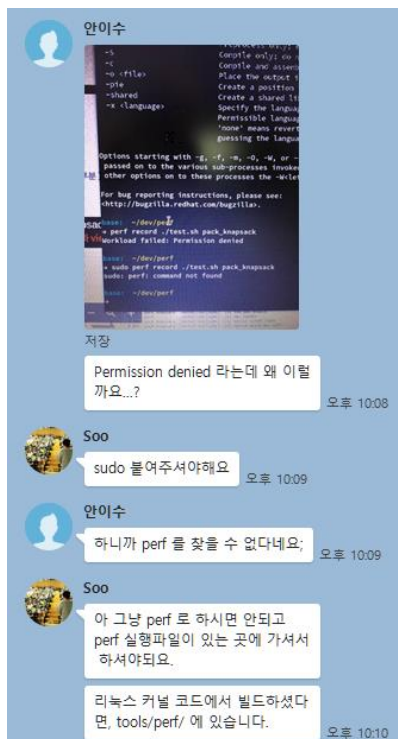 안이수
-S
-c Compile only; do
-o <file> Compile and assem
-pie Place the output i
-shared Create a position
-x <language> Create a shared li
Specify the languag
Permissible languag
'none' means revert
guessing the languag
Options starting with -g, -f, -m, -O, -W, or -
passed on to the various sub-processes invoke
other options on to these processes the -W<let
For bug reporting instructions, please see:
<http://bugzilla.redhat.com/bugzilla>.
base: ~/dev/perf
perf record ./test.sh pack_knapsack
Workload failed: Permission denied
base: ~/dev/perf
sudo perf record ./test.sh pack_knapsack
sudo: perf: command not found
base: ~/dev/perf
저장
Permission denied 라는데 왜 이럴
까요...?
오후 10:08
Soo
sudo 붙여주셔야해요
오후 10:09
안이수
하니까 perf 를 찾을 수 없다네요;
오후 10:09
Soo
아 그냥 perf 로 하시면 안되고
perf 실행파일이 있는 곳에 가셔서
하셔야되요.
리눅스 커널 코드에서 빌드하셨다
면, tools/perf/ 에 있습니다.
오후 10:10